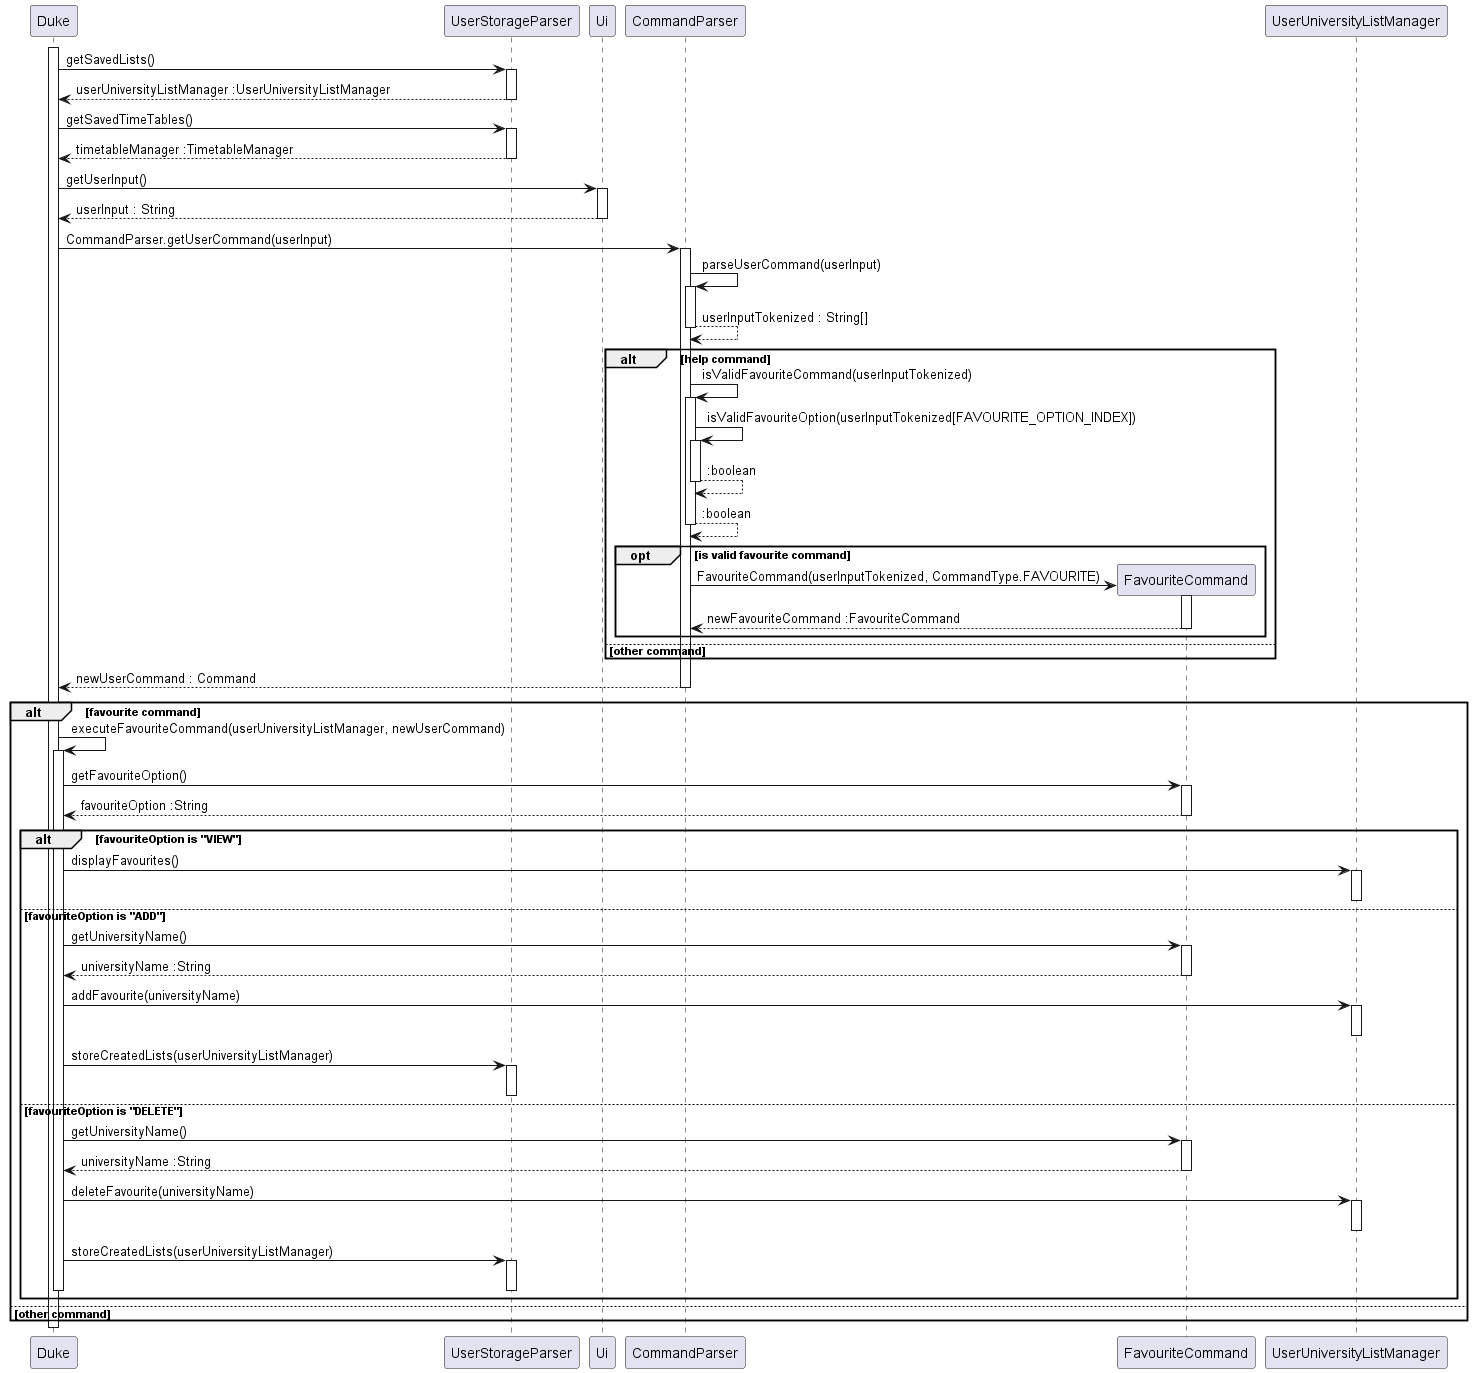 Duke UserStorageParser Ui CommandParser UserUniversityListManager
getSavedLists()
userUniversityListManager :UserUniversityListManager
getSavedTimeTables()
timetableManager :TimetableManager
getUserInput()
userInput : String
CommandParser.getUserCommand(userInput)
parseUserCommand(userInput)
userInputTokenized : String[]
alt [help command]
isValidFavouriteCommand(userInputTokenized)
isValidFavouriteOption(userInputTokenized[FAVOURITE_OPTION_INDEX])
:boolean
:boolean
opt [is valid favourite command]
FavouriteCommand(userInputTokenized, CommandType.FAVOURITE) FavouriteCommand
newFavouriteCommand :FavouriteCommand
[other command]
newUserCommand : Command
alt [favourite command]
executeFavouriteCommand(userUniversityListManager, newUserCommand)
getFavouriteOption()
favouriteOption :String
alt [favouriteOption is "VIEW"]
displayFavourites()
[favouriteOption is "ADD"]
getUniversityName()
universityName :String
addFavourite(universityName)
storeCreatedLists(userUniversityListManager)
[favouriteOption is "DELETE"]
getUniversityName()
universityName :String
deleteFavourite(universityName)
storeCreatedLists(userUniversityListManager)
[other command]
Duke UserStorageParser Ui CommandParser FavouriteCommand UserUniversityListManager